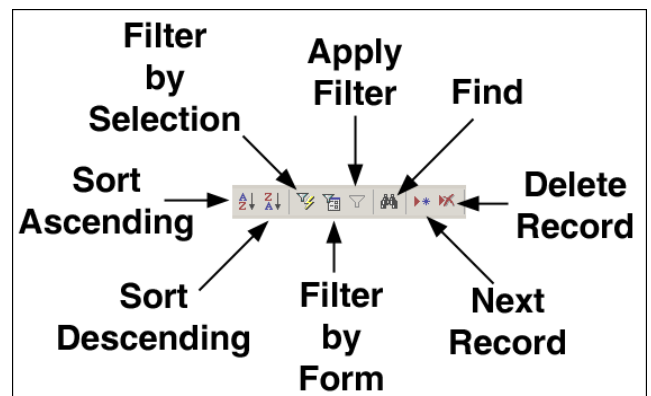 Filter
by
Selection
Apply
Filter
Find
Sort
Ascending
Delete
Record
Sort
Descending
Filter
by
Form
Next
Record